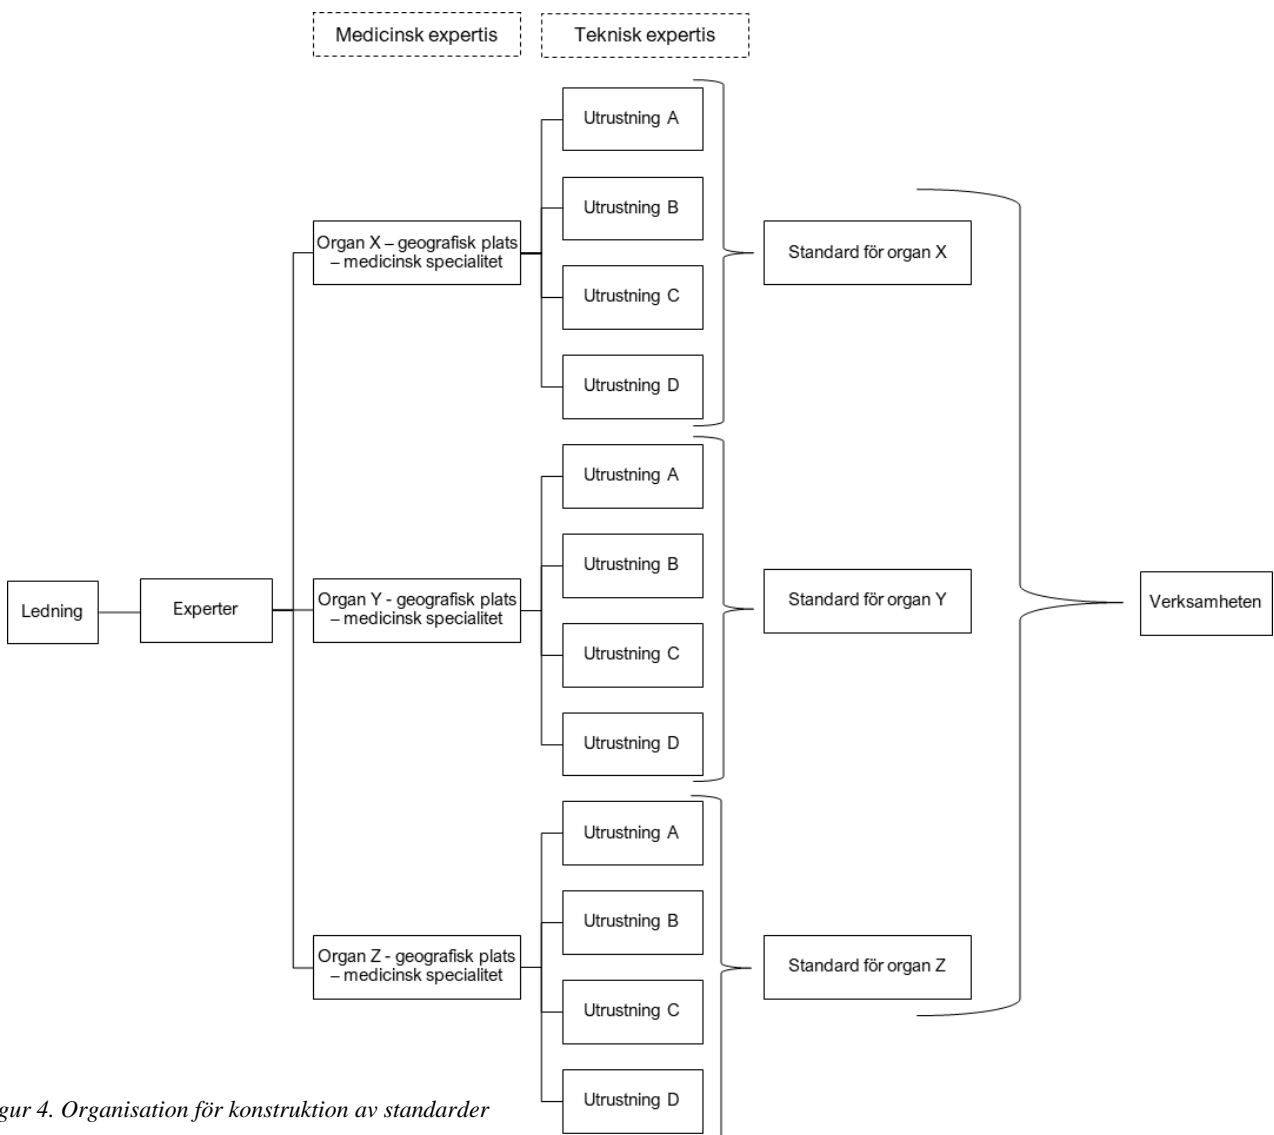 Medicinsk expertis
Teknisk expertis
Utrustning A
Utrustning B
Organ X – geografisk plats
– medicinsk specialitet
Standard för organ X
Utrustning C
Utrustning D
Utrustning A
Utrustning B
Ledning
Experter
Organ Y - geografisk plats
– medicinsk specialitet
Standard för organ Y
Verksamheten
Utrustning C
Utrustning D
Utrustning A
Utrustning B
Organ Z - geografisk plats
– medicinsk specialitet
Standard för organ Z
Utrustning C
Utrustning D
gur 4. Organisation för konstruktion av standarder